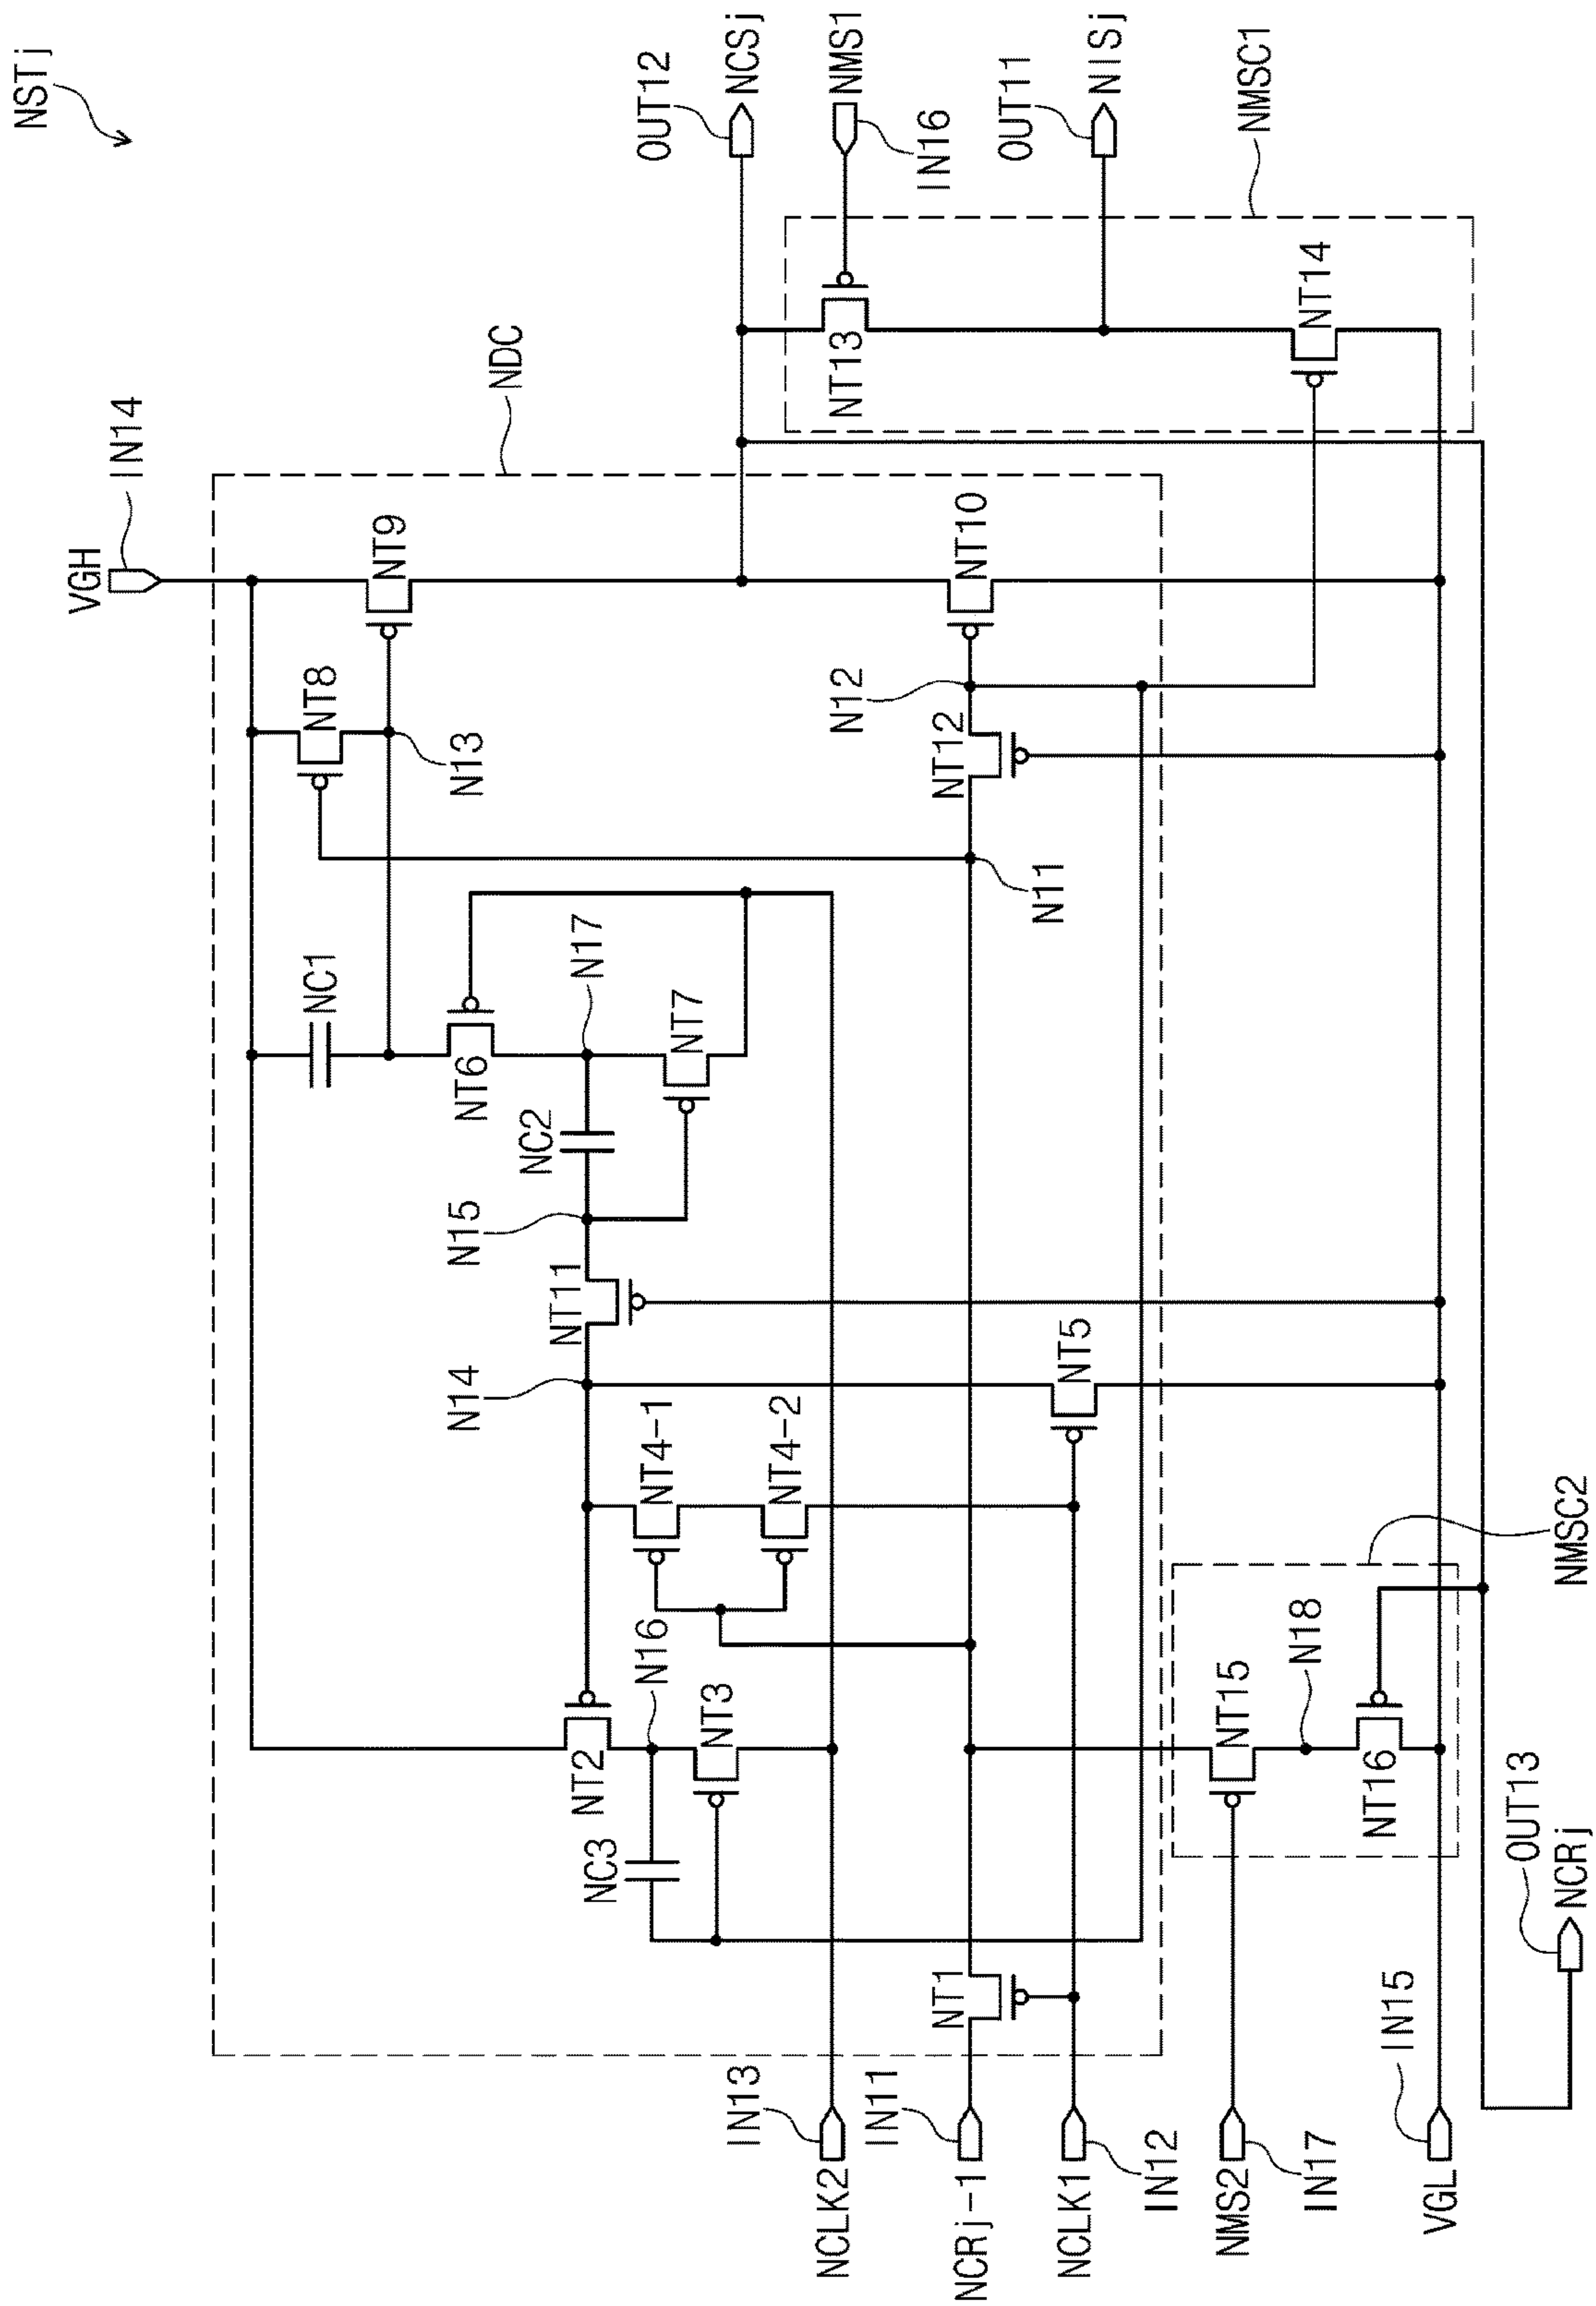 NSTj
VGH
IN14
NDC
OUT12
NCSj
NMS1
IN16
OUT11
NISj
NMSC1
NT13
NT14
NT9
NT8
N13
NT10
N12
NT12
N11
NC1
NT6
N17
NT7
NC2
N15
NT11
N14
NT5
NT4-1
NT4-2
N16
NT2
NT3
NC3
NT1
NMSC2
NT15
N18
NT16
OUT13
NCRj
IN13
NCLK2
IN11
NCRj-1
NCLK1
IN12
NMS2
IN17
IN15
VGL